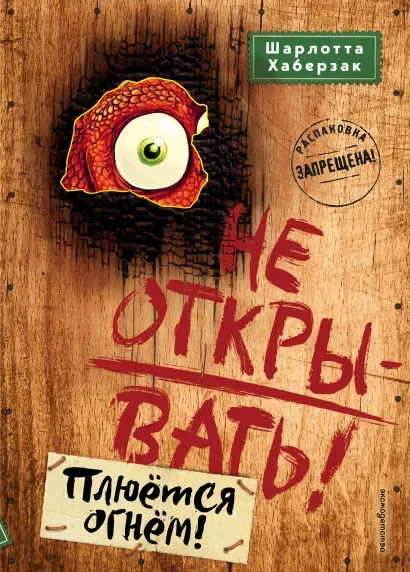 Шарлотта
Хаберзак
РАСПАКОВКА
ЗАПРЕЩЕНА!
НЕ
ОТКРЫ-
ВАТЬ!
Плюётся
огнём!
эксмодетство